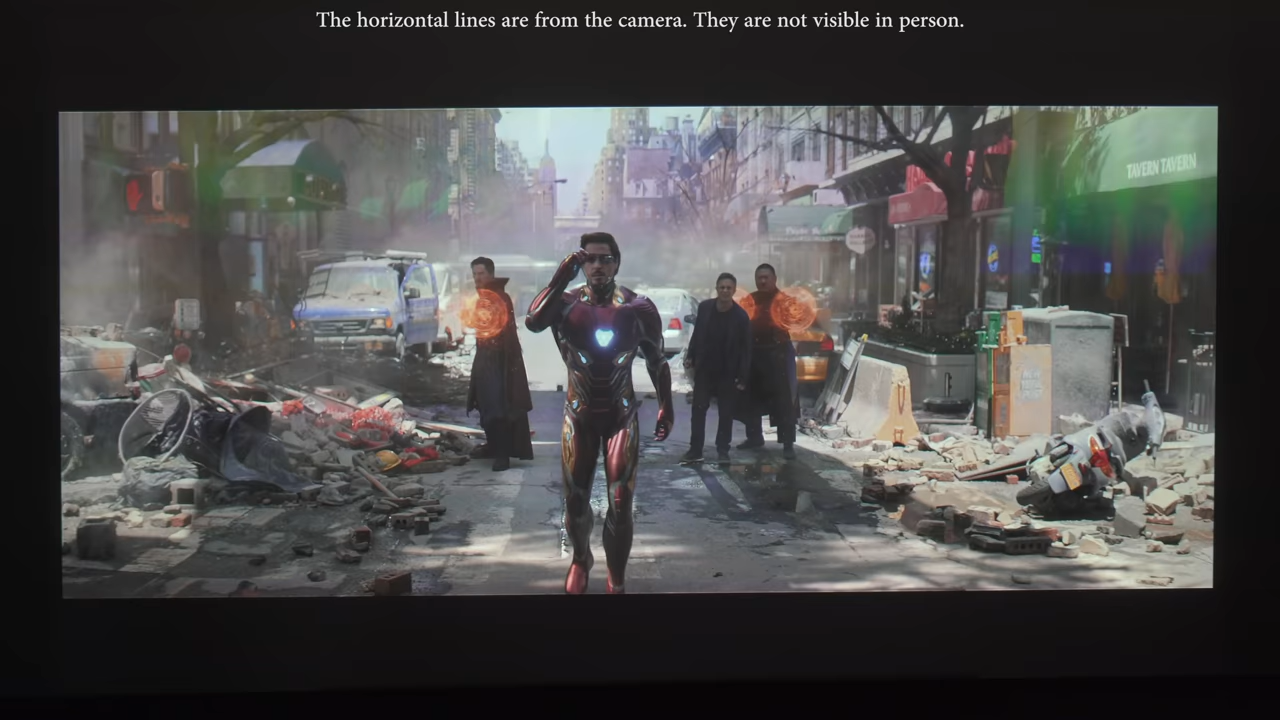 The horizontal lines are from the camera. They are not visible in person.
TAVERN TAVERN